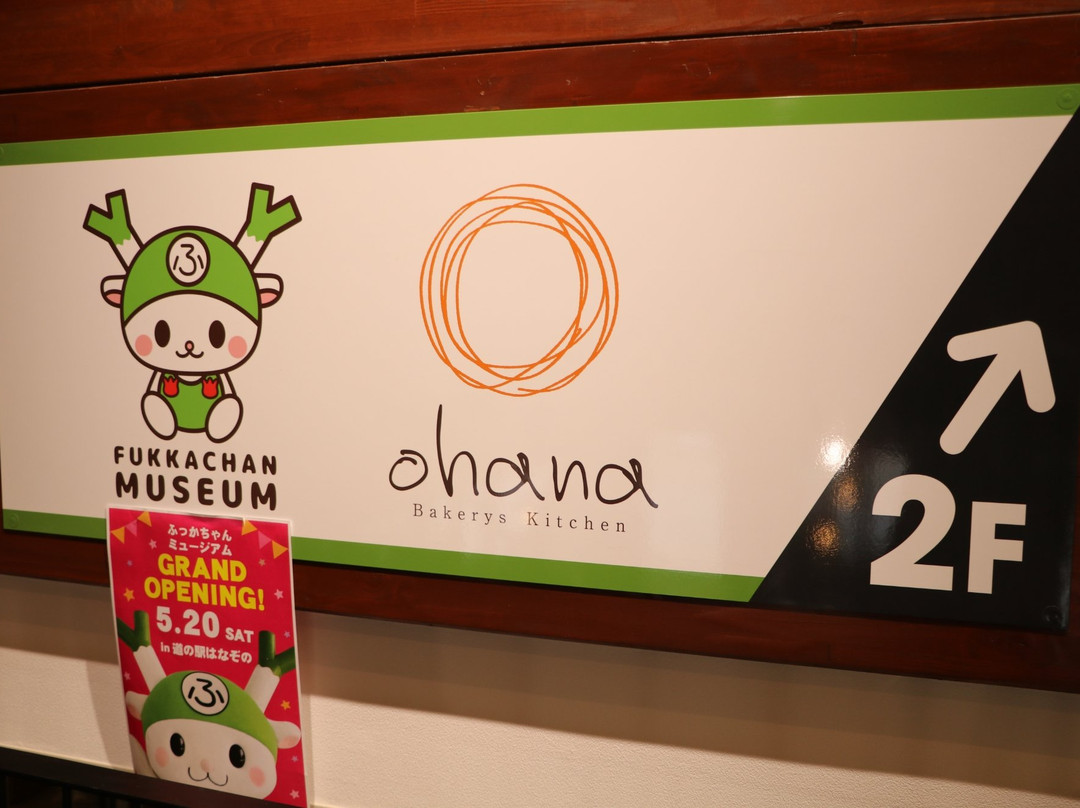 ふ
FUKKACHAN
MUSEUM
ohana
Bakerys Kitchen
2F
ふっかちゃん
ミュージアム
GRAND
OPENING!
5.20 SAT
in 道の駅はなぞの
ふ